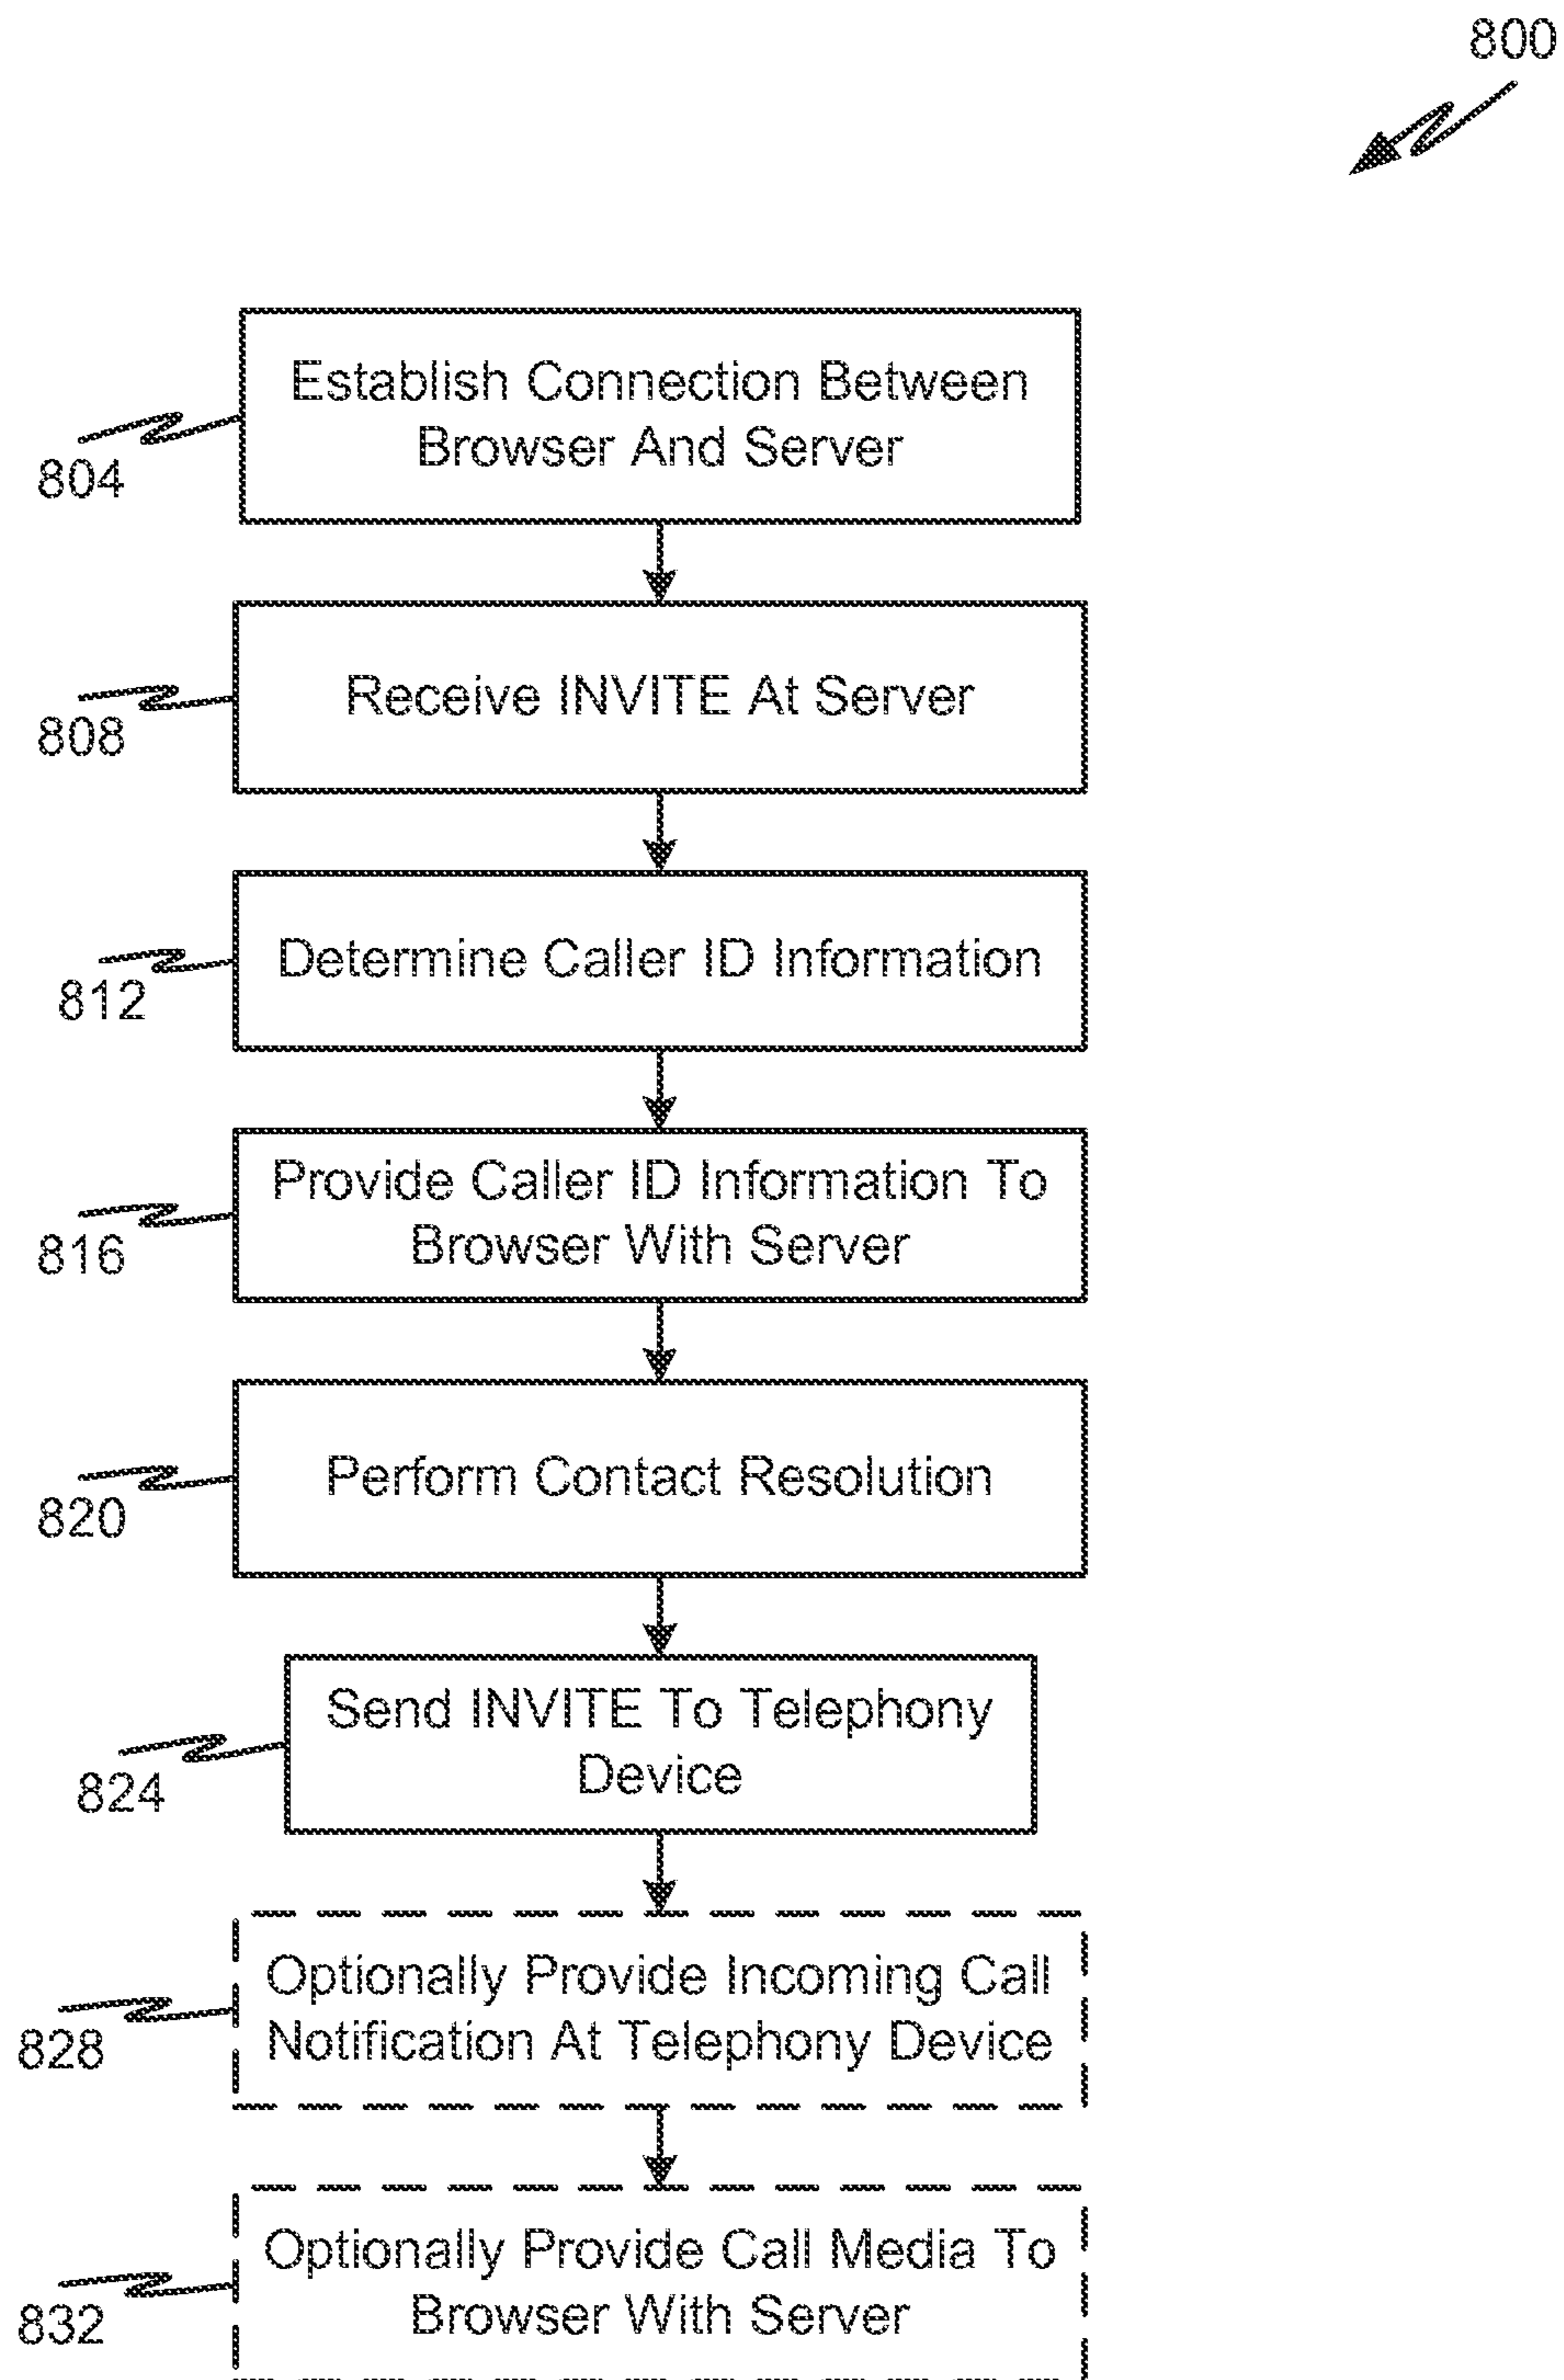 800
Establish Connection Between
Browser And Server
804
Receive INVITE At Server
808
Determine Caller ID Information
812
Provide Caller ID Information To
Browser With Server
816
Perform Contact Resolution
820
Send INVITE To Telephony
Device
824
Optionally Provide Incoming Call
Notification At Telephony Device
828
Optionally Provide Call Media To
Browser With Server
832